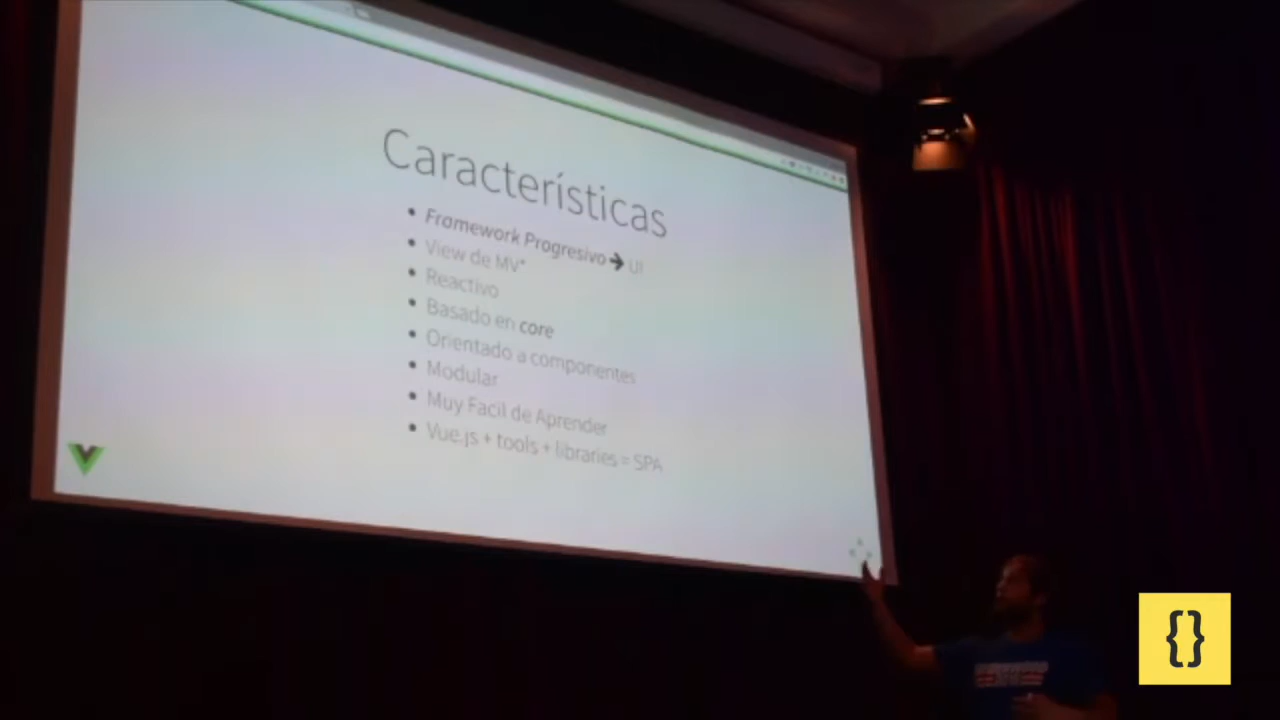 Características
Framework Progresivo → UI
View de MV*
Reactivo
Basado en core
Orientado a componentes
Modular
Muy Facil de Aprender
Vue.js + tools + libraries = SPA
{}